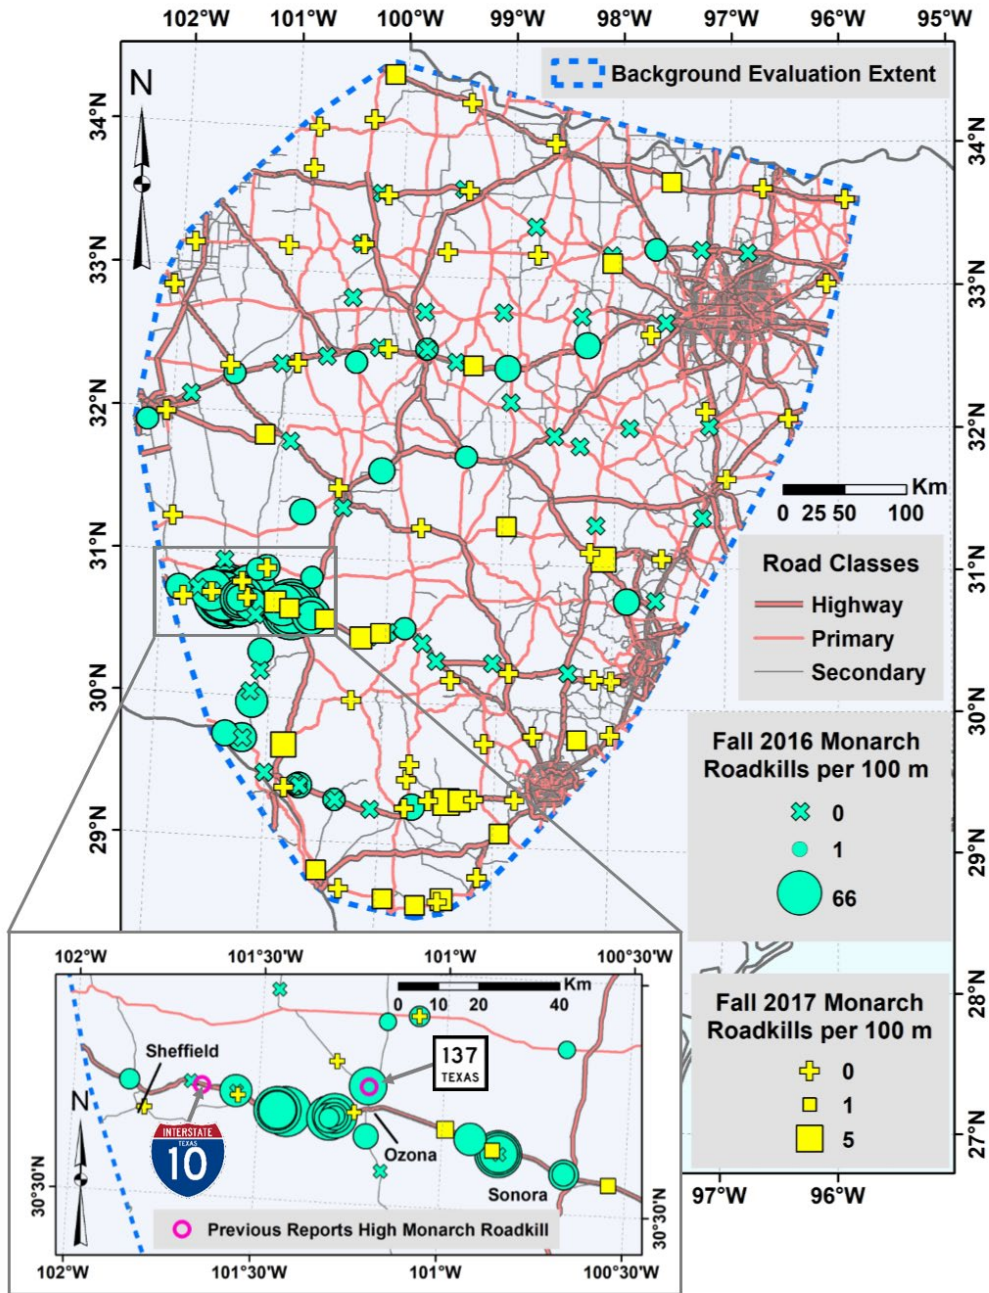 102°W 101°W 100°W 99°W 98°W 97°W 96°W 95°W
Background Evaluation Extent
N
34°N
33°N
32°N
31°N
30°N
29°N
34°N
33°N
32°N
31°N
30°N
29°N
28°N
27°N
Km
0 25 50 100
Road Classes
Highway
Primary
Secondary
Fall 2016 Monarch
Roadkills per 100 m
0
1
66
Fall 2017 Monarch
Roadkills per 100 m
0
1
5
97°W 96°W
102°W 101°30'W 101°W 100°30'W
Km
0 10 20 40
Sheffield
137
TEXAS
N
INTERSTATE
TEXAS
10
Ozona
Sonora
30°30'N
30°30'N
Previous Reports High Monarch Roadkill
102°W 101°30'W 101°W 100°30'W